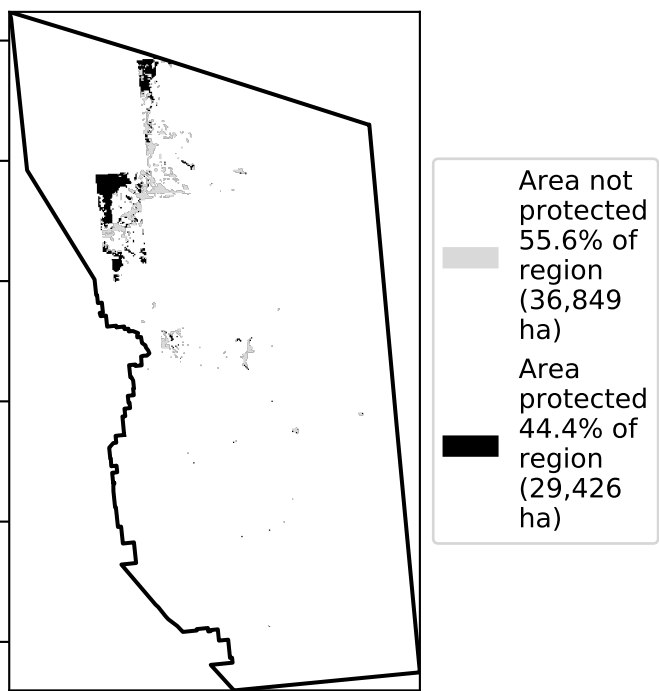 Area not
protected
55.6% of
region
(36,849
ha)
Area
protected
44.4% of
region
(29,426
ha)